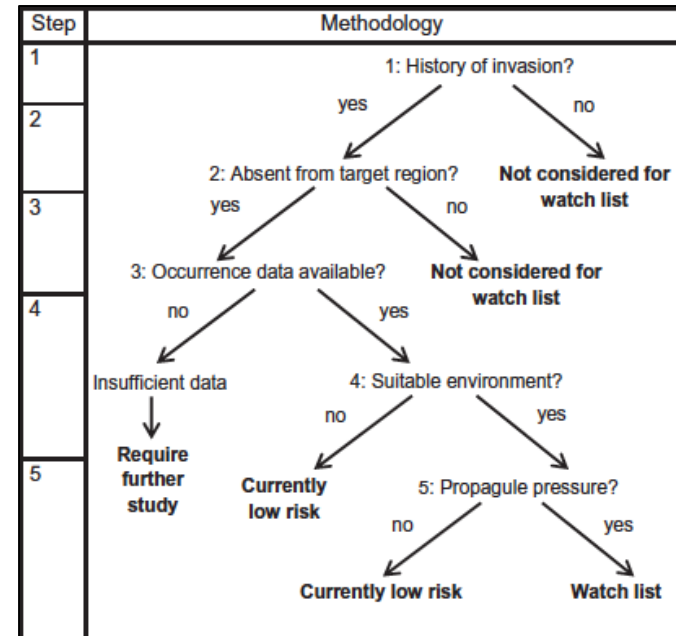 Step Methodology
1
1: History of invasion?
yes no
2
2: Absent from target region?
Not considered for
watch list
3
yes no
3: Occurrence data available?
Not considered for
watch list
4
no yes
Insufficient data
4: Suitable environment?
no yes
Require
further
study
5
Currently
low risk
5: Propagule pressure?
no yes
Currently low risk
Watch list